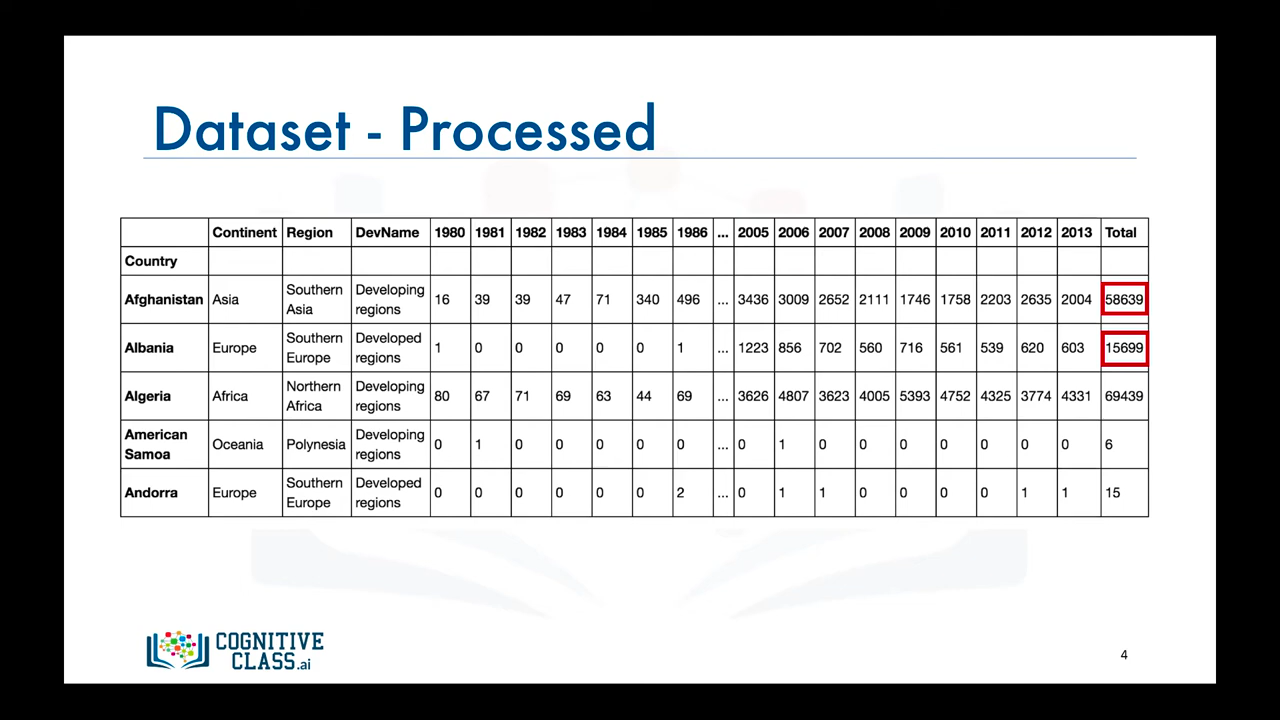 Dataset - Processed
Continent Region DevName 1980 1981 1982 1983 1984 1985 1986 ... 2005 2006 2007 2008 2009 2010 2011 2012 2013 Total
Country
Afghanistan Asia Southern Asia Developing regions 16 39 39 47 71 340 496 ... 3436 3009 2652 2111 1746 1758 2203 2635 2004 58639
Albania Europe Southern Europe Developed regions 1 0 0 0 0 0 1 ... 1223 856 702 560 716 561 539 620 603 15699
Algeria Africa Northern Africa Developing regions 80 67 71 69 63 44 69 ... 3626 4807 3623 4005 5393 4752 4325 3774 4331 69439
American Samoa Oceania Polynesia Developing regions 0 1 0 0 0 0 0 ... 0 1 0 0 0 0 0 0 0 6
Andorra Europe Southern Europe Developed regions 0 0 0 0 0 0 2 ... 0 1 1 0 0 0 0 1 1 15
COGNITIVE
CLASS.ai
4